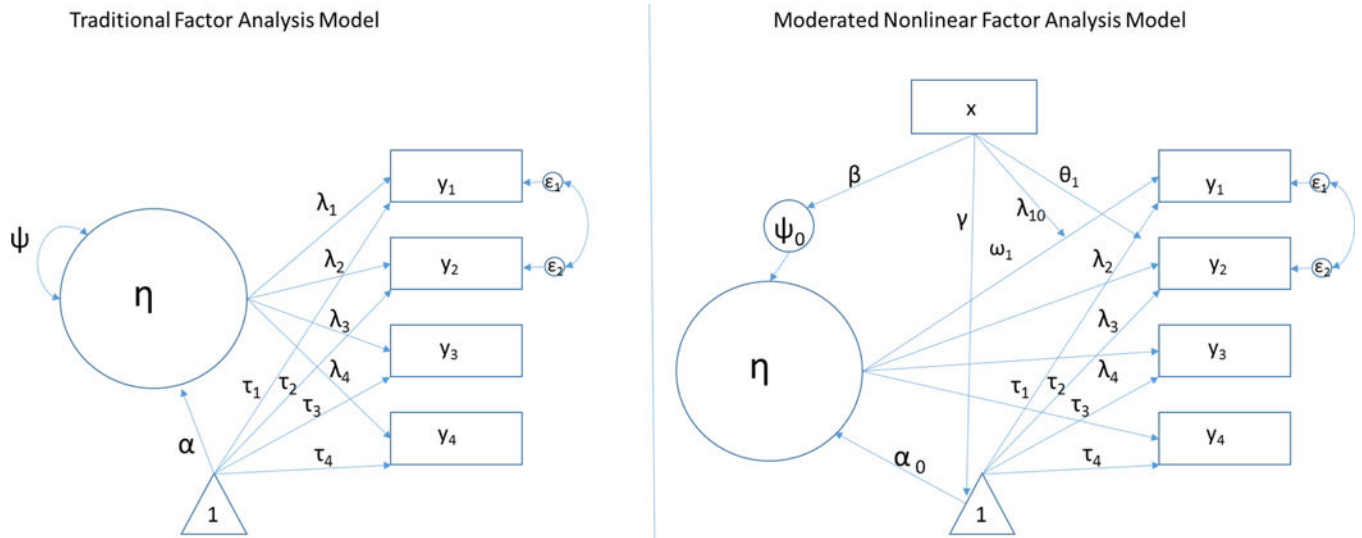 Traditional Factor Analysis Model
ψ
η
α
1
λ₁
λ₂
λ₃
λ₄
τ₁
τ₂
τ₃
τ₄
y₁
y₂
y₃
y₄
ε₁
ε₂
Moderated Nonlinear Factor Analysis Model
x
β
ψ₀
γ
θ₁
λ₁₀
ω₁
η
α₀
1
λ₂
λ₃
λ₄
τ₁
τ₂
τ₃
τ₄
y₁
y₂
y₃
y₄
ε₁
ε₂